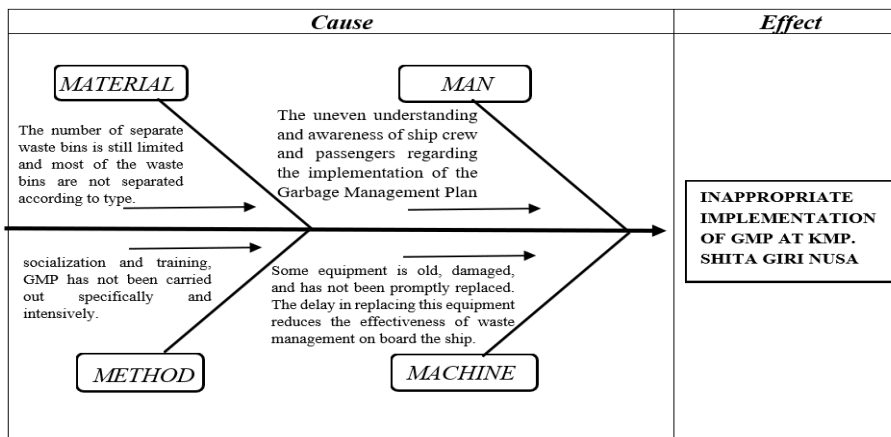 Cause
Effect
MATERIAL
The number of separate
waste bins is still limited
and most of the waste
bins are not separated
according to type.
MAN
The uneven understanding
and awareness of ship crew
and passengers regarding
the implementation of the
Garbage Management Plan
INAPPROPRIATE
IMPLEMENTATION
OF GMP AT KMP.
SHITA GIRI NUSA
socialization and training,
GMP has not been carried
out specifically and
intensively.
METHOD
Some equipment is old, damaged,
and has not been promptly replaced.
The delay in replacing this equipment
reduces the effectiveness of waste
management on board the ship.
MACHINE